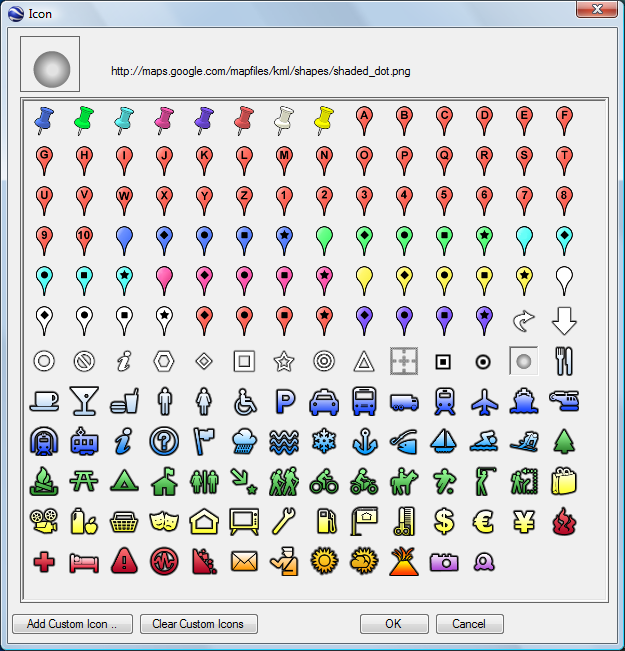 Icon
http://maps.google.com/mapfiles/kml/shapes/shaded_dot.png
A B C D E F
G H I J K L M N O P Q R S T
U V W X Y Z 1 2 3 4 5 6 7 8
9 10
i
P
i ?
$ € ¥
!
Add Custom Icon .. Clear Custom Icons OK Cancel